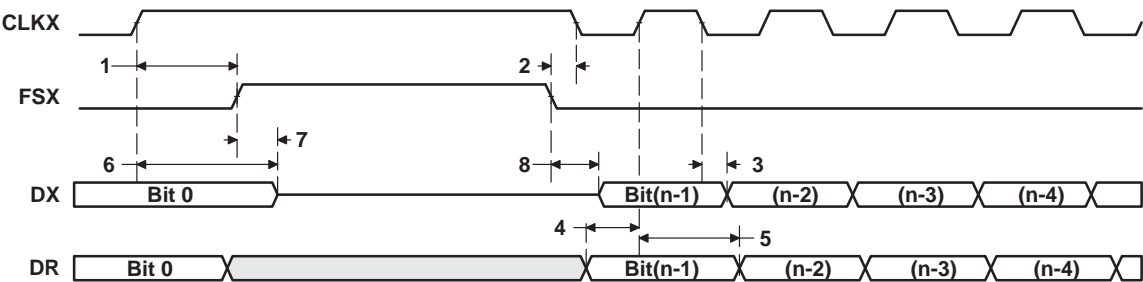 CLKX
1
2
FSX
7
6
8
3
DX
Bit 0
Bit(n-1)
(n-2)
(n-3)
(n-4)
4
5
DR
Bit 0
Bit(n-1)
(n-2)
(n-3)
(n-4)